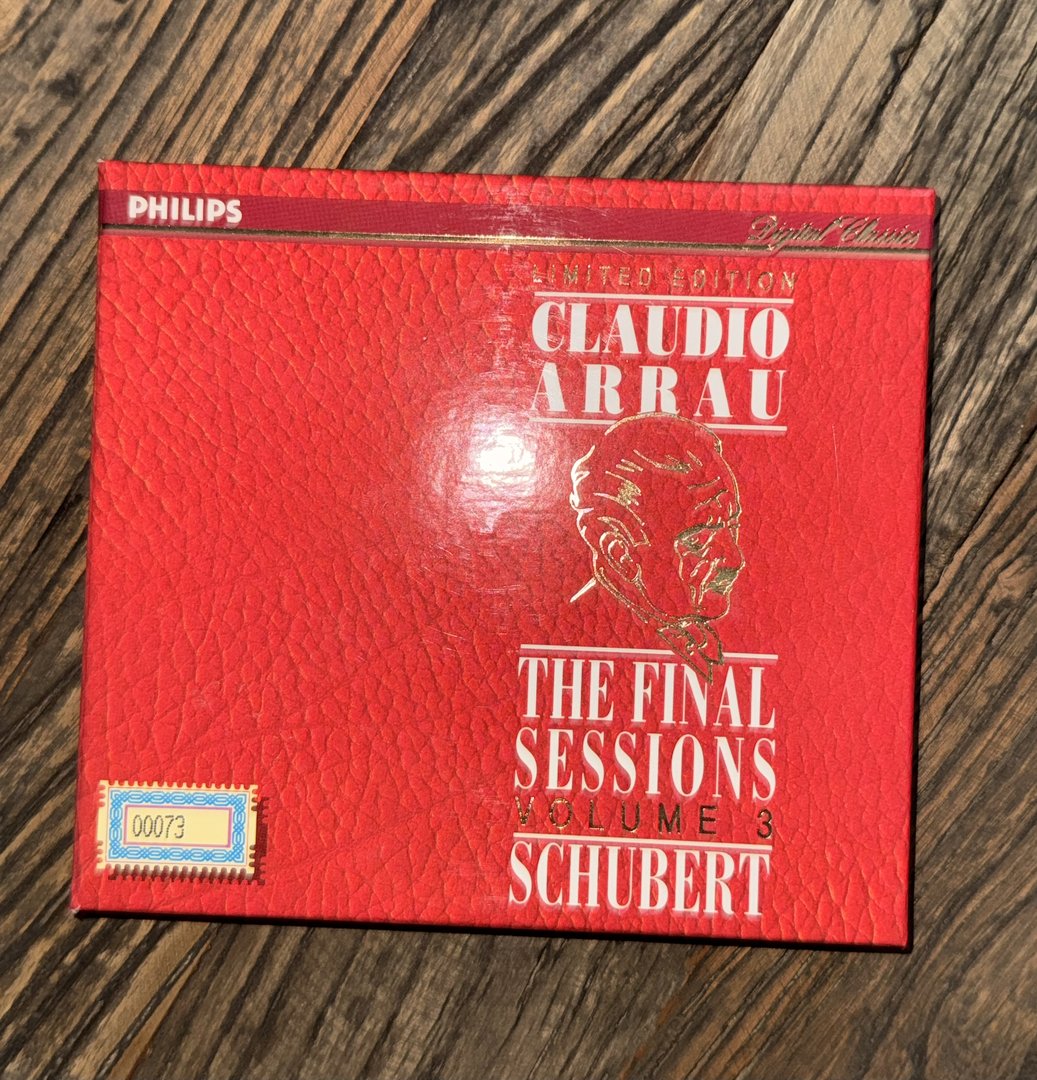 PHILIPS
Digital Classics
LIMITED EDITION
CLAUDIO
ARRAU
THE FINAL
SESSIONS
VOLUME 3
SCHUBERT
00073